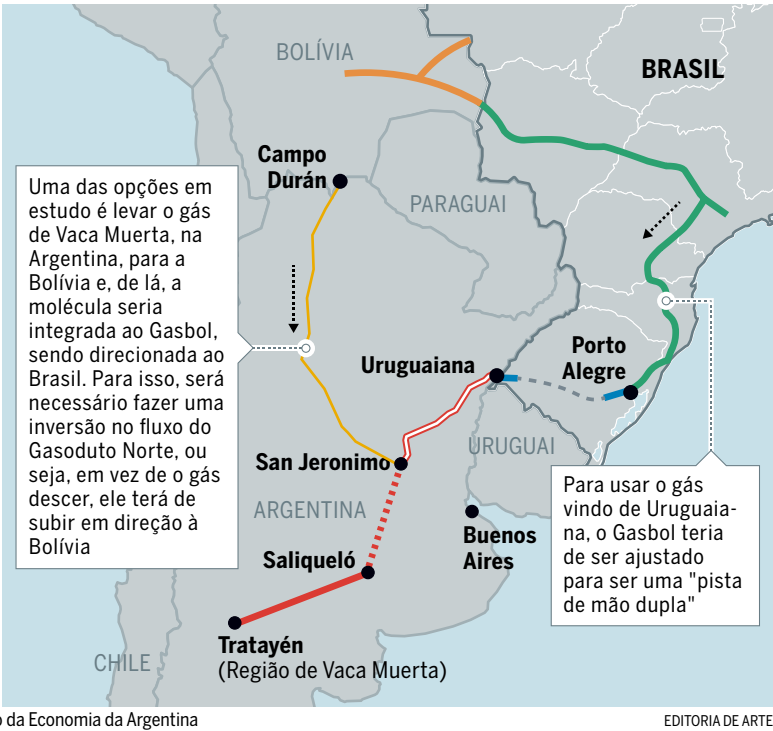 BOLÍVIA
BRASIL
Campo
Durán
PARAGUAI
Uma das opções em
estudo é levar o gás
de Vaca Muerta, na
Argentina, para a
Bolívia e, de lá, a
molécula seria
integrada ao Gasbol,
sendo direcionada ao
Brasil. Para isso, será
necessário fazer uma
inversão no fluxo do
Gasoduto Norte, ou
seja, em vez de o gás
descer, ele terá de
subir em direção à
Bolívia
Uruguaiana
Porto
Alegre
URUGUAI
San Jeronimo
ARGENTINA
Buenos
Aires
Para usar o gás
vindo de Uruguaia-
na, o Gasbol teria
de ser ajustado
para ser uma "pista
de mão dupla"
Saliqueló
Tratayén
(Região de Vaca Muerta)
CHILE
o da Economia da Argentina
EDITORIA DE ARTE